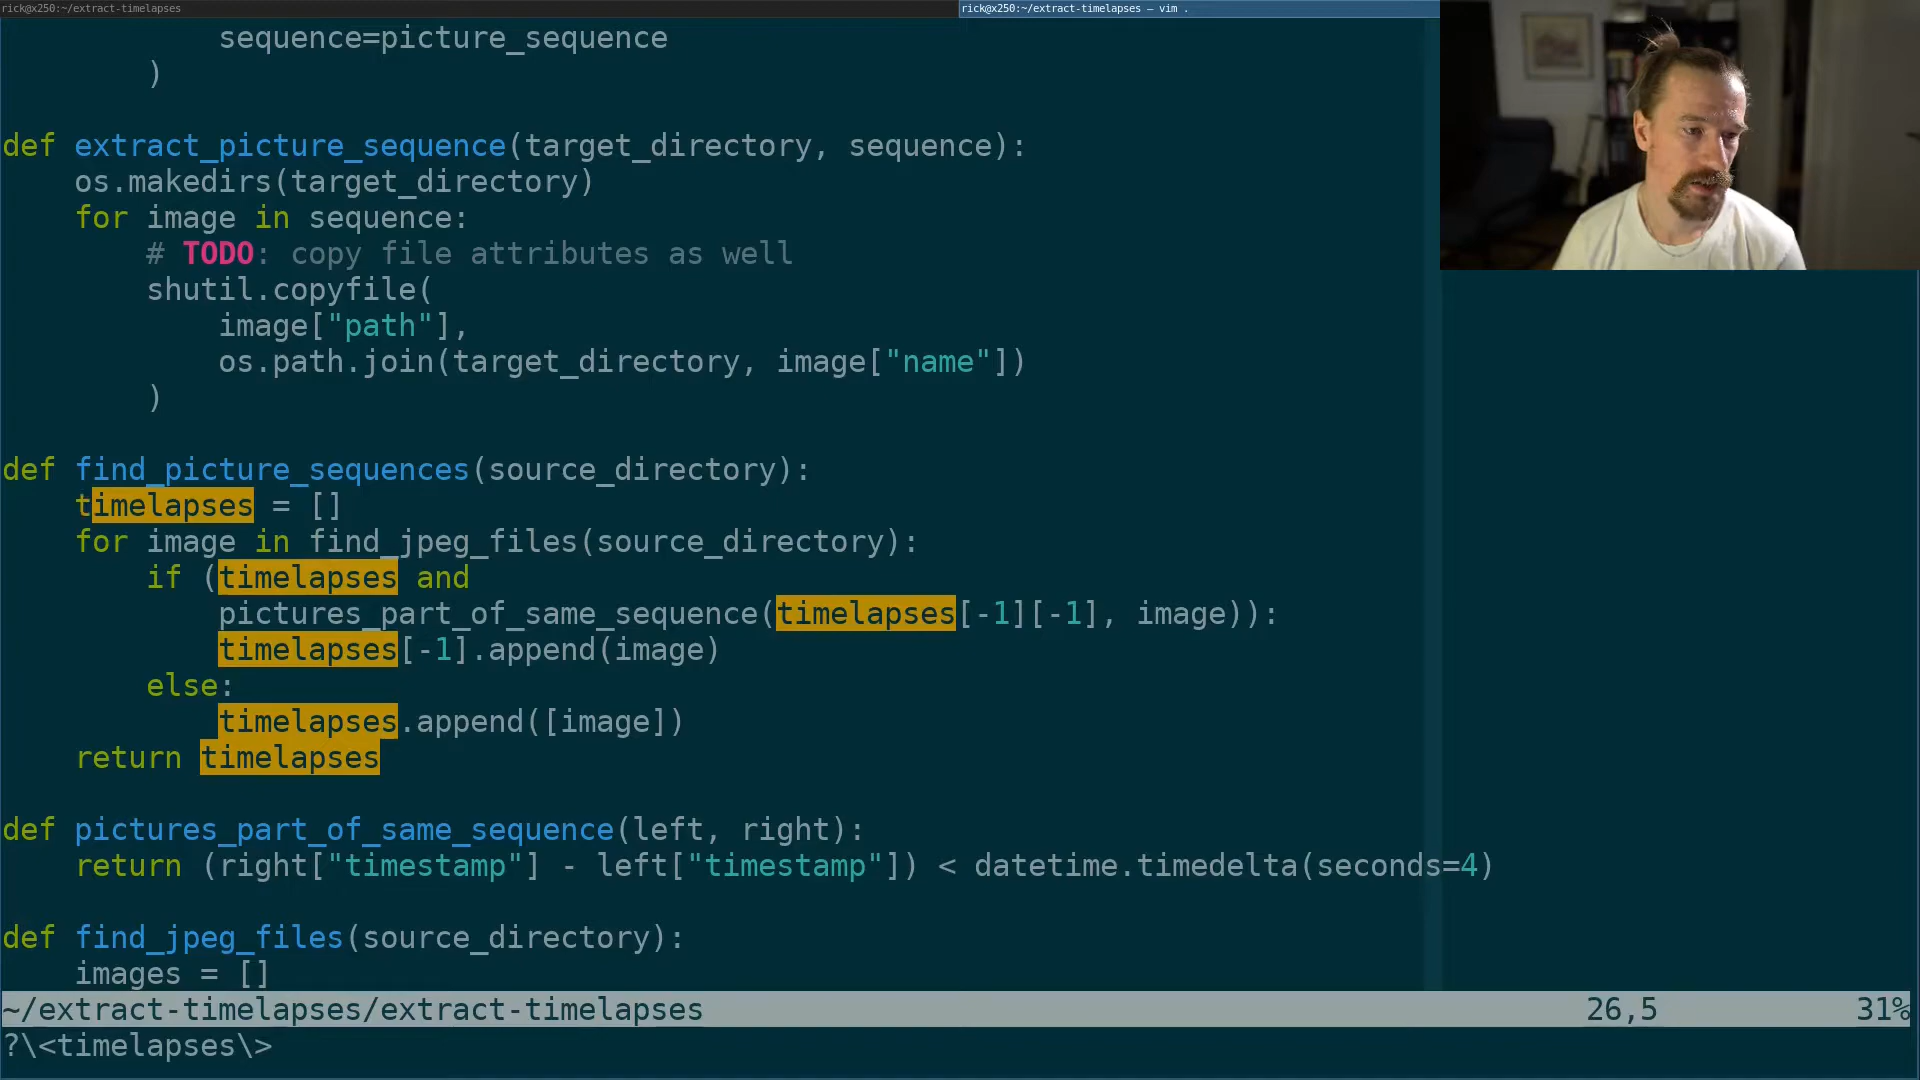 rick@x250:~/extract-timelapses
rick@x250:~/extract-timelapses — vim .
sequence=picture_sequence
)
def extract_picture_sequence(target_directory, sequence):
os.makedirs(target_directory)
for image in sequence:
# TODO: copy file attributes as well
shutil.copyfile(
image["path"],
os.path.join(target_directory, image["name"])
)
def find_picture_sequences(source_directory):
timelapses = []
for image in find_jpeg_files(source_directory):
if (timelapses and
pictures_part_of_same_sequence(timelapses[-1][-1], image)):
timelapses[-1].append(image)
else:
timelapses.append([image])
return timelapses
def pictures_part_of_same_sequence(left, right):
return (right["timestamp"] - left["timestamp"]) < datetime.timedelta(seconds=4)
def find_jpeg_files(source_directory):
images = []
~/extract-timelapses/extract-timelapses 26,5 31%
?\<timelapses\>